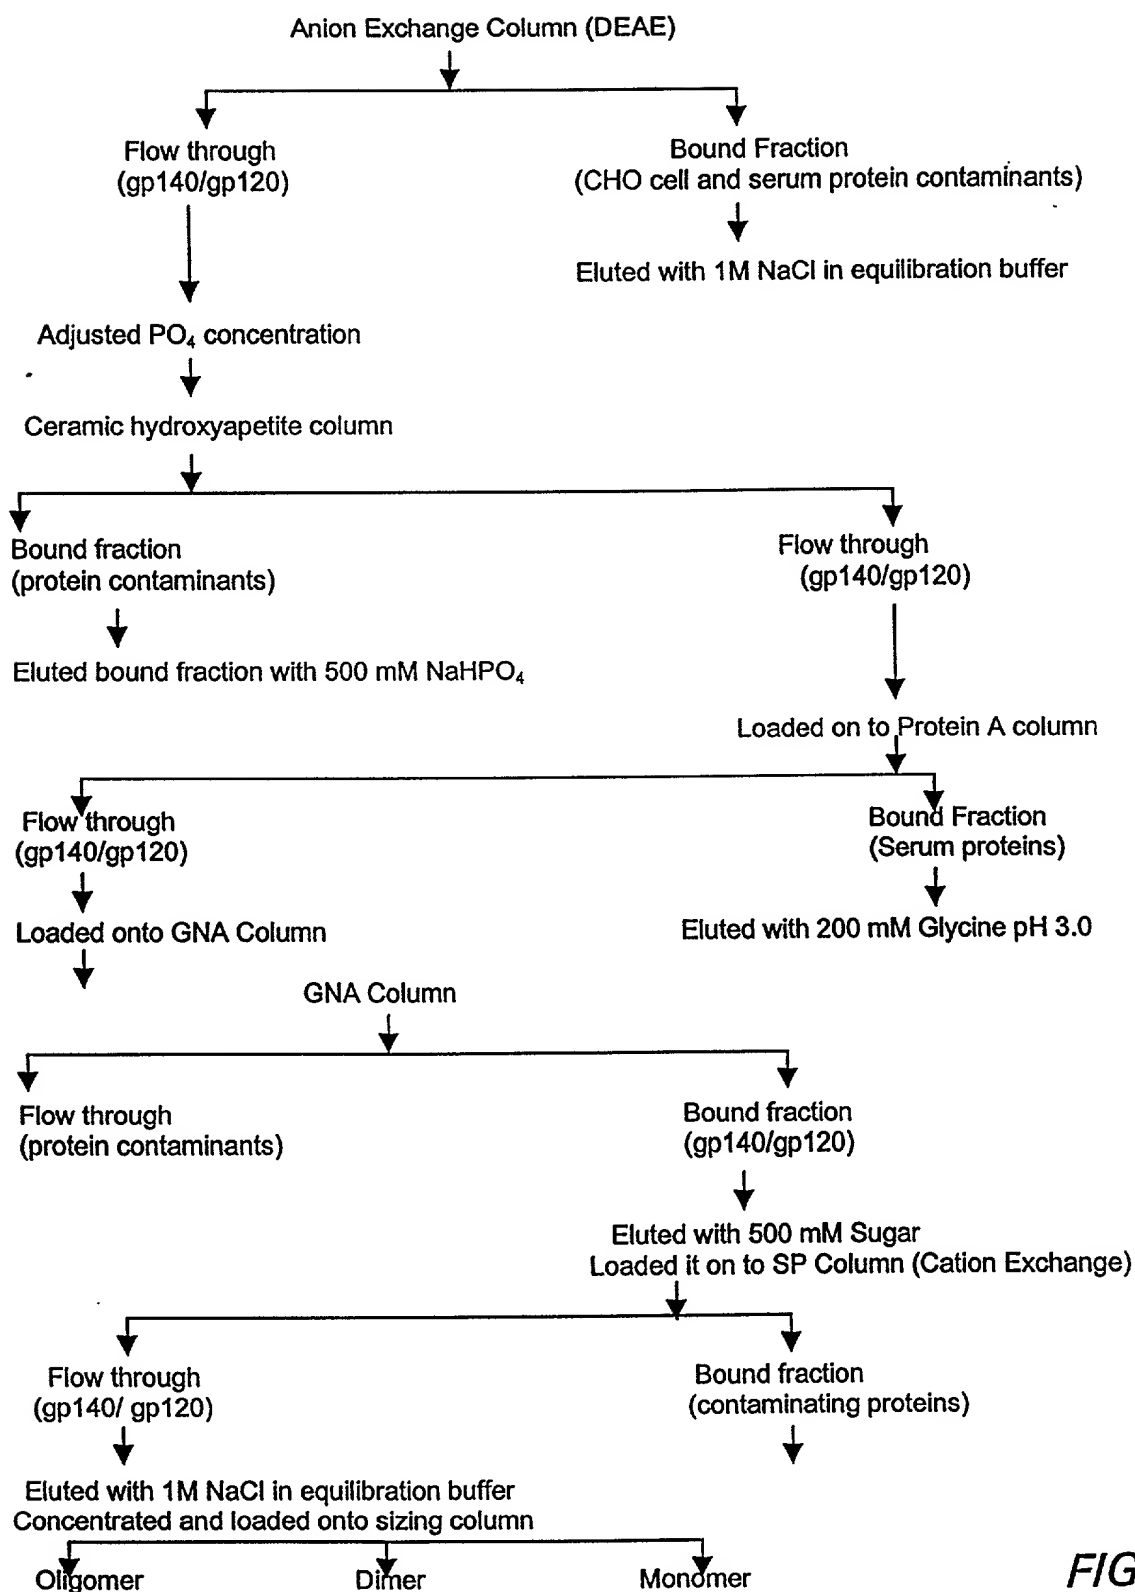 Anion Exchange Column (DEAE)
Flow through
(gp140/gp120)
Bound Fraction
(CHO cell and serum protein contaminants)
Eluted with 1M NaCl in equilibration buffer
Adjusted PO₄ concentration
Ceramic hydroxyapetite column
Bound fraction
(protein contaminants)
Eluted bound fraction with 500 mM NaHPO₄
Flow through
(gp140/gp120)
Loaded on to Protein A column
Flow through
(gp140/gp120)
Loaded onto GNA Column
Bound Fraction
(Serum proteins)
Eluted with 200 mM Glycine pH 3.0
GNA Column
Flow through
(protein contaminants)
Bound fraction
(gp140/gp120)
Eluted with 500 mM Sugar
Loaded it on to SP Column (Cation Exchange)
Flow through
(gp140/ gp120)
Bound fraction
(contaminating proteins)
Eluted with 1M NaCl in equilibration buffer
Concentrated and loaded onto sizing column
Oligomer
Dimer
Monomer
FIG